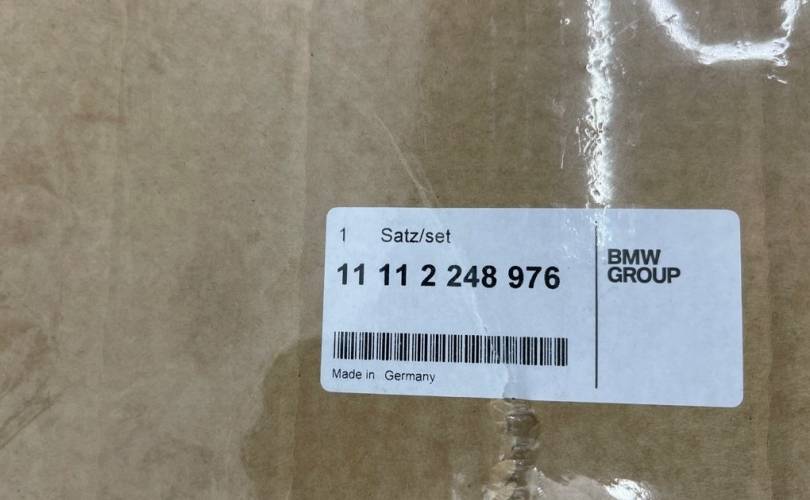 1 Satz/set
11 11 2 248 976
Made in Germany
BMW
GROUP